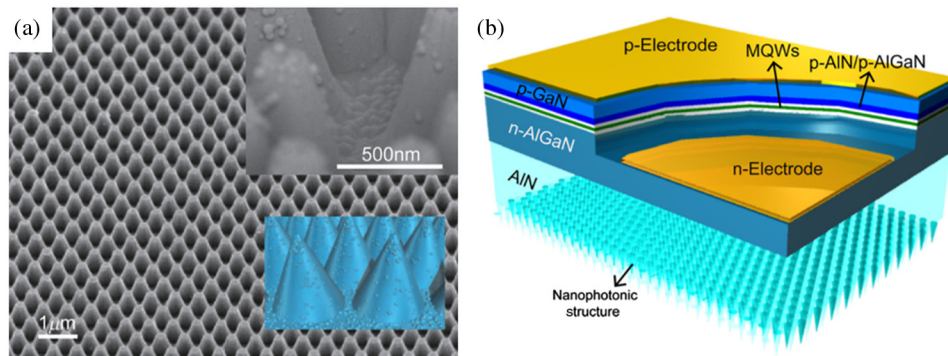 (a)
500nm
1μm
(b)
p-Electrode
MQWs
p-AlN/p-AlGaN
p-GaN
n-AlGaN
n-Electrode
AlN
Nanophotonic
structure